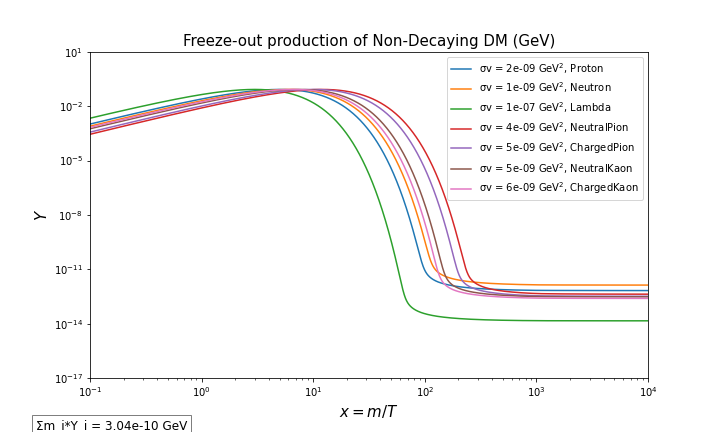 Freeze-out production of Non-Decaying DM (GeV)
10¹
10⁻²
10⁻⁵
10⁻⁸
10⁻¹¹
10⁻¹⁴
10⁻¹⁷
Y
σv = 2e-09 GeV², Proton
σv = 1e-09 GeV², Neutron
σv = 1e-07 GeV², Lambda
σv = 4e-09 GeV², NeutralPion
σv = 5e-09 GeV², ChargedPion
σv = 5e-09 GeV², NeutralKaon
σv = 6e-09 GeV², ChargedKaon
10⁻¹ 10⁰ 10¹ 10² 10³ 10⁴
x = m/T
Σm_i*Y_i = 3.04e-10 GeV